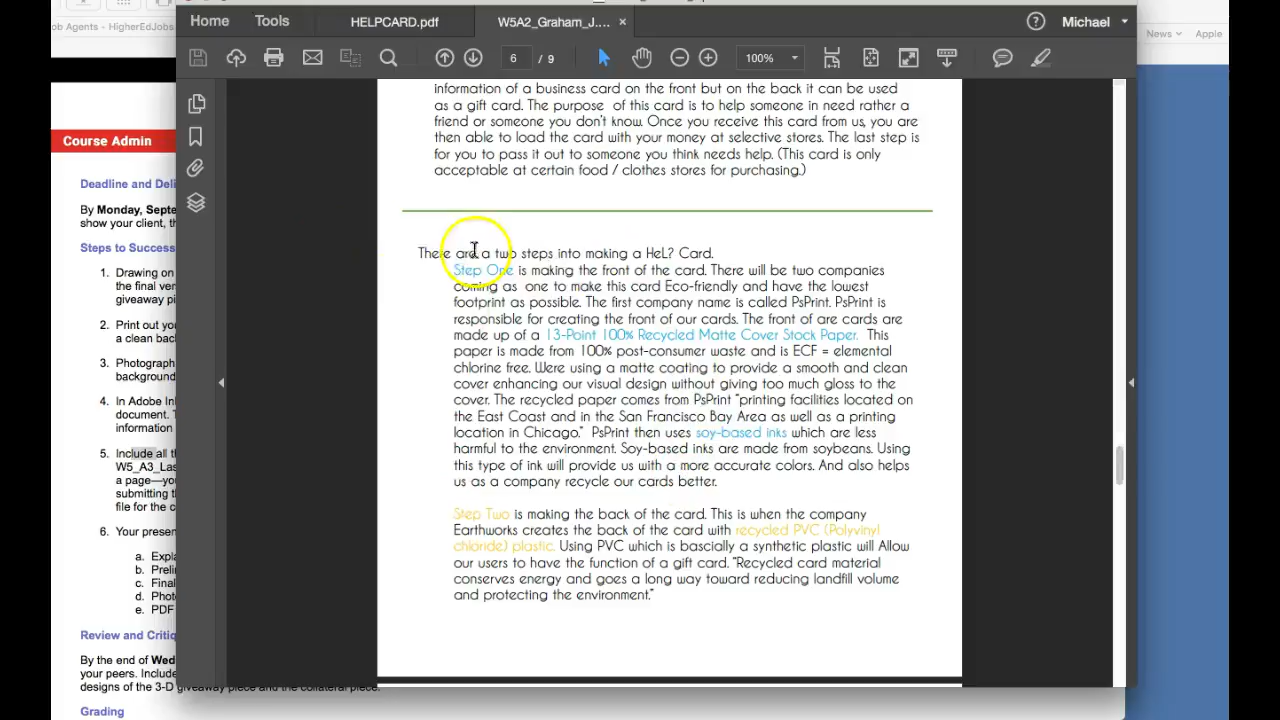 ob Agents - HigherEdJobs
News
Apple
Home
Tools
HELPCARD.pdf
W5A2_Graham_J....
×
Michael
6
/ 9
100%
Course Admin
Deadline and Deli
By Monday, Septe
show your client, th
Steps to Success
1. Drawing on
the final ver
giveaway pi
2. Print out yo
a clean bac
3. Photograph
background
4. In Adobe InI
document. T
information
5. Include all th
W5_A3_Las
a page—you
submitting th
file for the c
6. Your presen
a. Expla
b. Prelin
c. Final
d. Photo
e. PDF
Review and Critiq
By the end of Wed
your peers. Include
designs of the 3-D giveaway piece and the collateral piece.
Grading
information of a business card on the front but on the back it can be used
as a gift card. The purpose of this card is to help someone in need rather a
friend or someone you don't know. Once you receive this card from us, you are
then able to load the card with your money at selective stores. The last step is
for you to pass it out to someone you think needs help. (This card is only
acceptable at certain food / clothes stores for purchasing.)
There are a two steps into making a HeL? Card.
Step One is making the front of the card. There will be two companies
coming as one to make this card Eco-friendly and have the lowest
footprint as possible. The first company name is called PsPrint. PsPrint is
responsible for creating the front of our cards. The front of are cards are
made up of a 13-Point 100% Recycled Matte Cover Stock Paper. This
paper is made from 100% post-consumer waste and is ECF = elemental
chlorine free. Were using a matte coating to provide a smooth and clean
cover enhancing our visual design without giving too much gloss to the
cover. The recycled paper comes from PsPrint "printing facilities located on
the East Coast and in the San Francisco Bay Area as well as a printing
location in Chicago." PsPrint then uses soy-based inks which are less
harmful to the environment. Soy-based inks are made from soybeans. Using
this type of ink will provide us with a more accurate colors. And also helps
us as a company recycle our cards better.
Step Two is making the back of the card. This is when the company
Earthworks creates the back of the card with recycled PVC (Polyvinyl
chloride) plastic. Using PVC which is bascially a synthetic plastic will Allow
our users to have the function of a gift card. "Recycled card material
conserves energy and goes a long way toward reducing landfill volume
and protecting the environment."